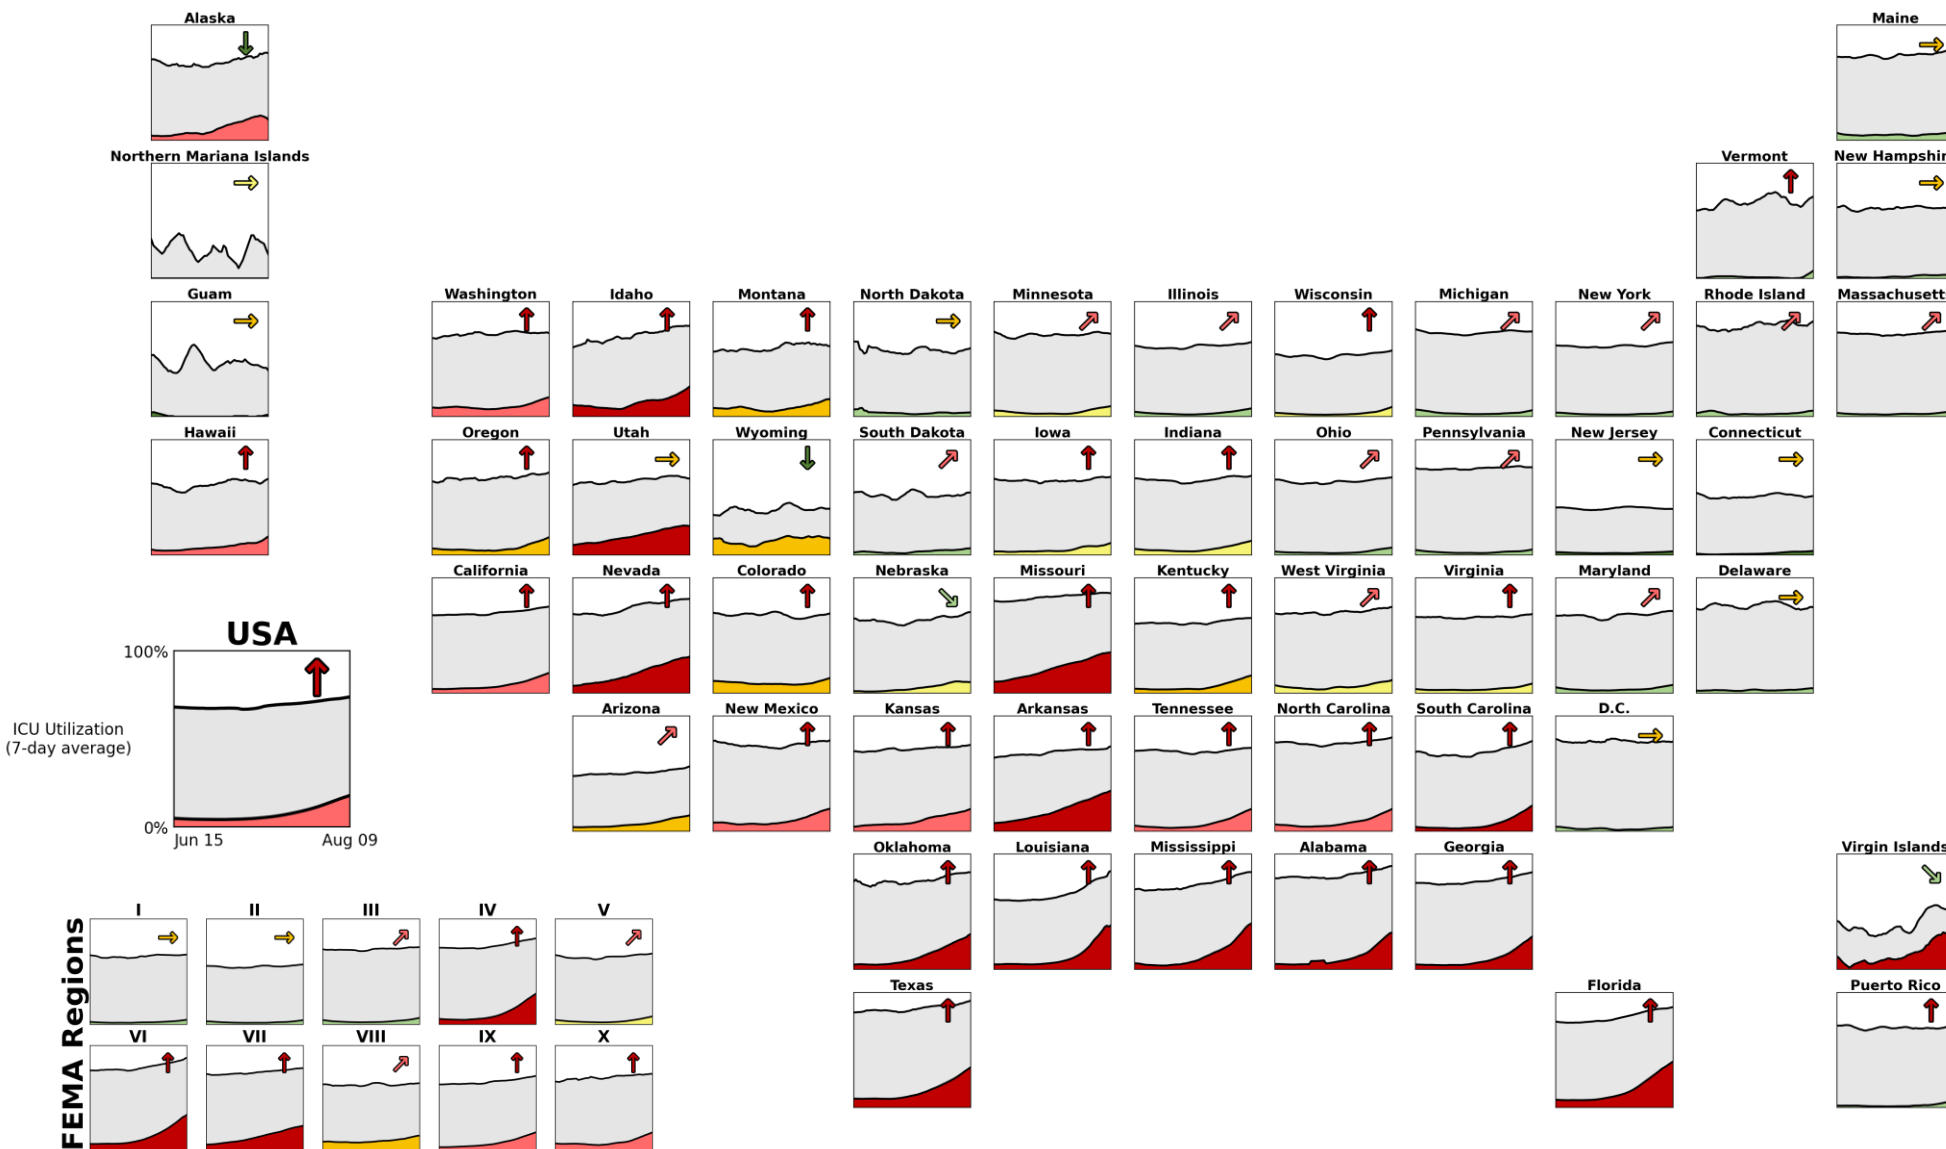 Alaska
Maine
Northern Mariana Islands
Vermont
New Hampshir
Guam
Washington
Idaho
Montana
North Dakota
Minnesota
Illinois
Wisconsin
Michigan
New York
Rhode Island
Massachusett
Hawaii
Oregon
Utah
Wyoming
South Dakota
Iowa
Indiana
Ohio
Pennsylvania
New Jersey
Connecticut
California
Nevada
Colorado
Nebraska
Missouri
Kentucky
West Virginia
Virginia
Maryland
Delaware
USA
100%
ICU Utilization
(7-day average)
0%
Jun 15
Aug 09
Arizona
New Mexico
Kansas
Arkansas
Tennessee
North Carolina
South Carolina
D.C.
Oklahoma
Louisiana
Mississippi
Alabama
Georgia
Virgin Islands
FEMA Regions
I
II
III
IV
V
VI
VII
VIII
IX
X
Texas
Florida
Puerto Rico